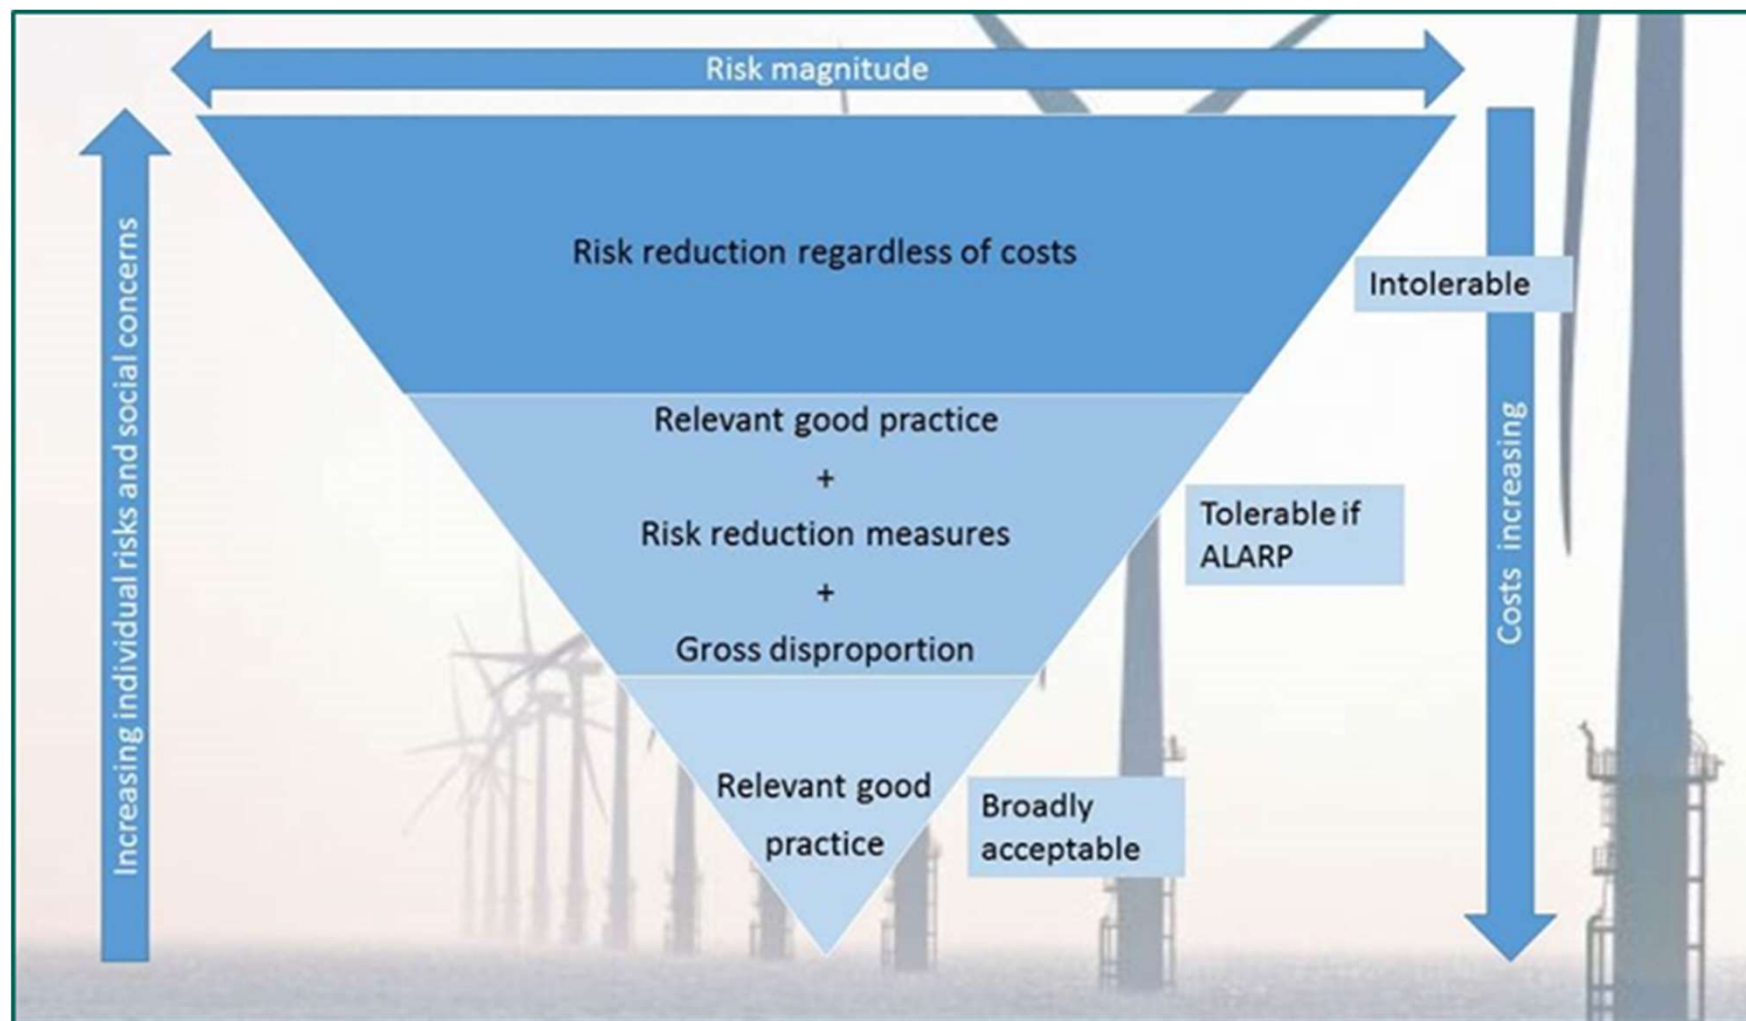 Risk magnitude
Increasing individual risks and social concerns
Risk reduction regardless of costs
Intolerable
Relevant good practice
+
Risk reduction measures
+
Gross disproportion
Tolerable if
ALARP
Costs increasing
Relevant good
practice
Broadly
acceptable